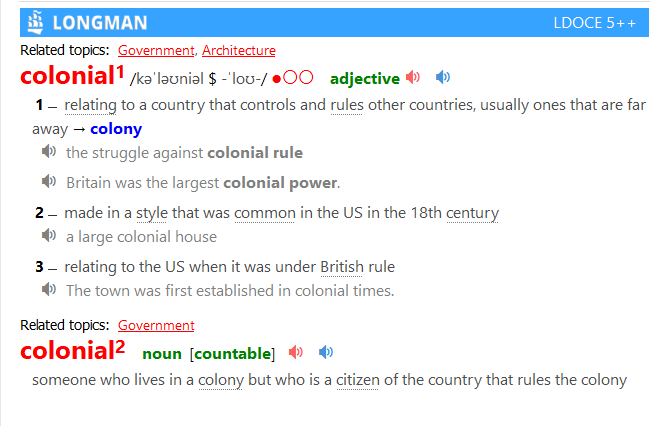 LONGMAN LDOCE 5++
Related topics: Government, Architecture
colonial1 /kəˈləʊniəl $ -ˈloʊ-/ ●○○ adjective
1 – relating to a country that controls and rules other countries, usually ones that are far
away → colony
the struggle against colonial rule
Britain was the largest colonial power.
2 – made in a style that was common in the US in the 18th century
a large colonial house
3 – relating to the US when it was under British rule
The town was first established in colonial times.
Related topics: Government
colonial2 noun [countable]
someone who lives in a colony but who is a citizen of the country that rules the colony